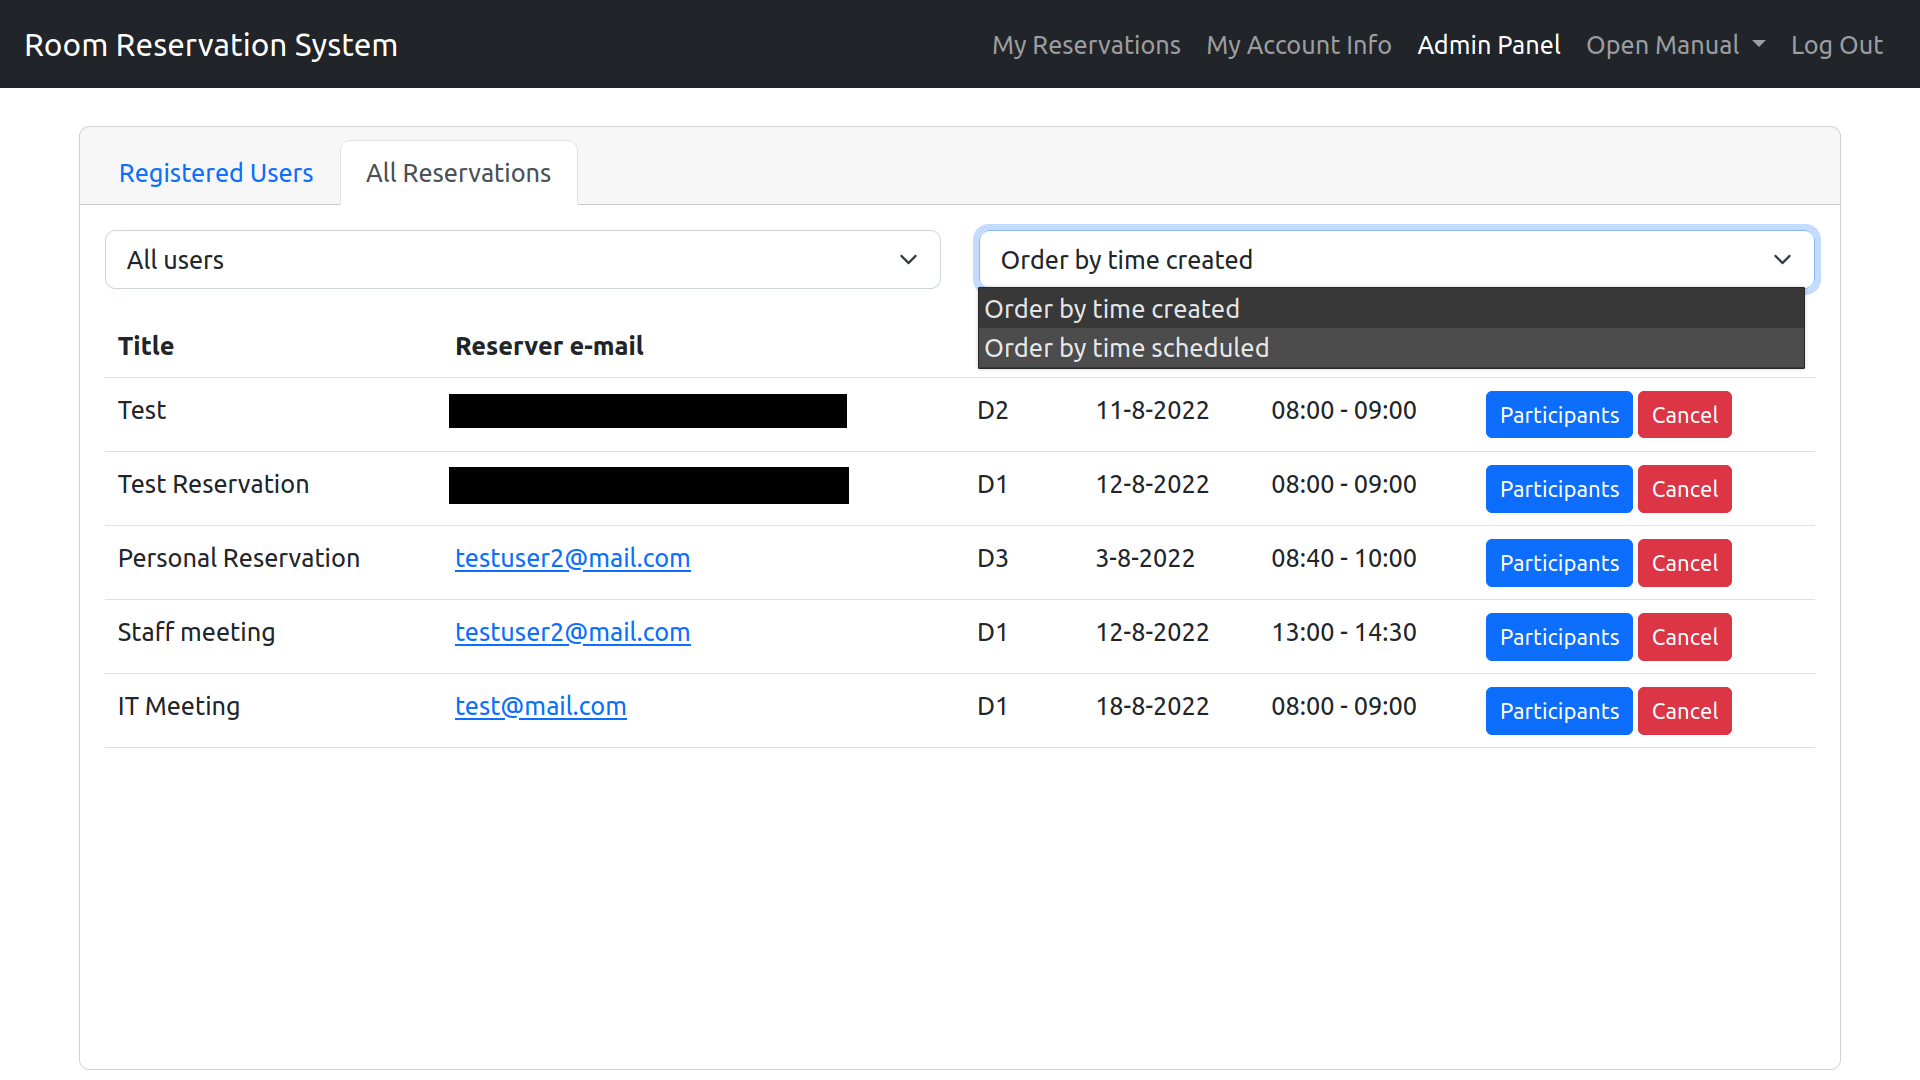 Room Reservation System My Reservations My Account Info Admin Panel Open Manual Log Out
Registered Users All Reservations
All users Order by time created
Order by time created
Order by time scheduled
Title Reserver e-mail
Test D2 11-8-2022 08:00 - 09:00 Participants Cancel
Test Reservation D1 12-8-2022 08:00 - 09:00 Participants Cancel
Personal Reservation testuser2@mail.com D3 3-8-2022 08:40 - 10:00 Participants Cancel
Staff meeting testuser2@mail.com D1 12-8-2022 13:00 - 14:30 Participants Cancel
IT Meeting test@mail.com D1 18-8-2022 08:00 - 09:00 Participants Cancel